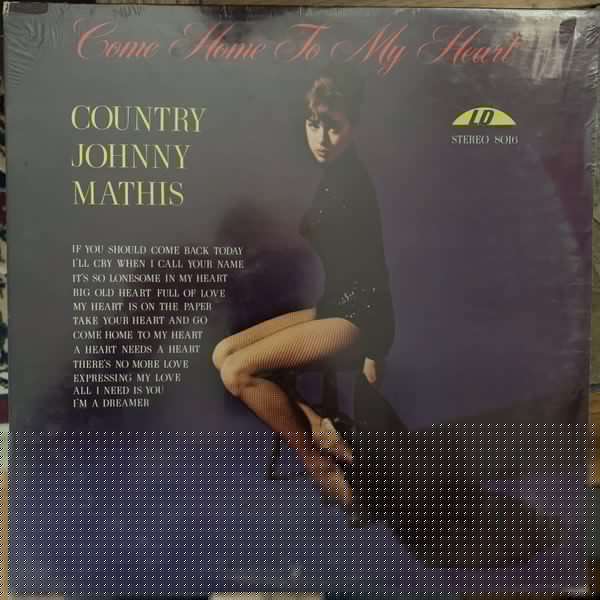 Come Home To My Heart
COUNTRY
JOHNNY
MATHIS
LD
STEREO 8016
IF YOU SHOULD COME BACK TODAY
I'LL CRY WHEN I CALL YOUR NAME
IT'S SO LONESOME IN MY HEART
BIG OLD HEART FULL OF LOVE
MY HEART IS ON THE PAPER
TAKE YOUR HEART AND GO
COME HOME TO MY HEART
A HEART NEEDS A HEART
THERE'S NO MORE LOVE
EXPRESSING MY LOVE
ALL I NEED IS YOU
I'M A DREAMER